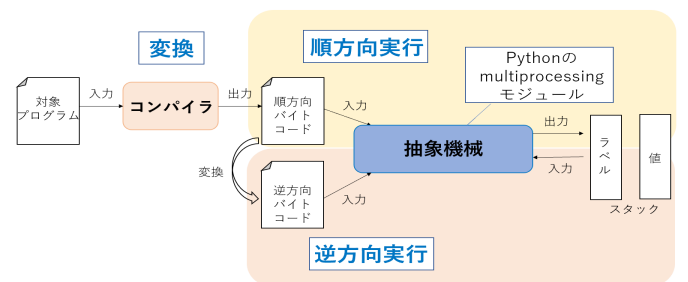 変換
順方向実行
Pythonの
multiprocessing
モジュール
対象
プログラム
入力
コンパイラ
出力
順方向
バイト
コード
入力
抽象機械
出力
入力
ラベル
値
スタック
変換
逆方向
バイト
コード
入力
逆方向実行